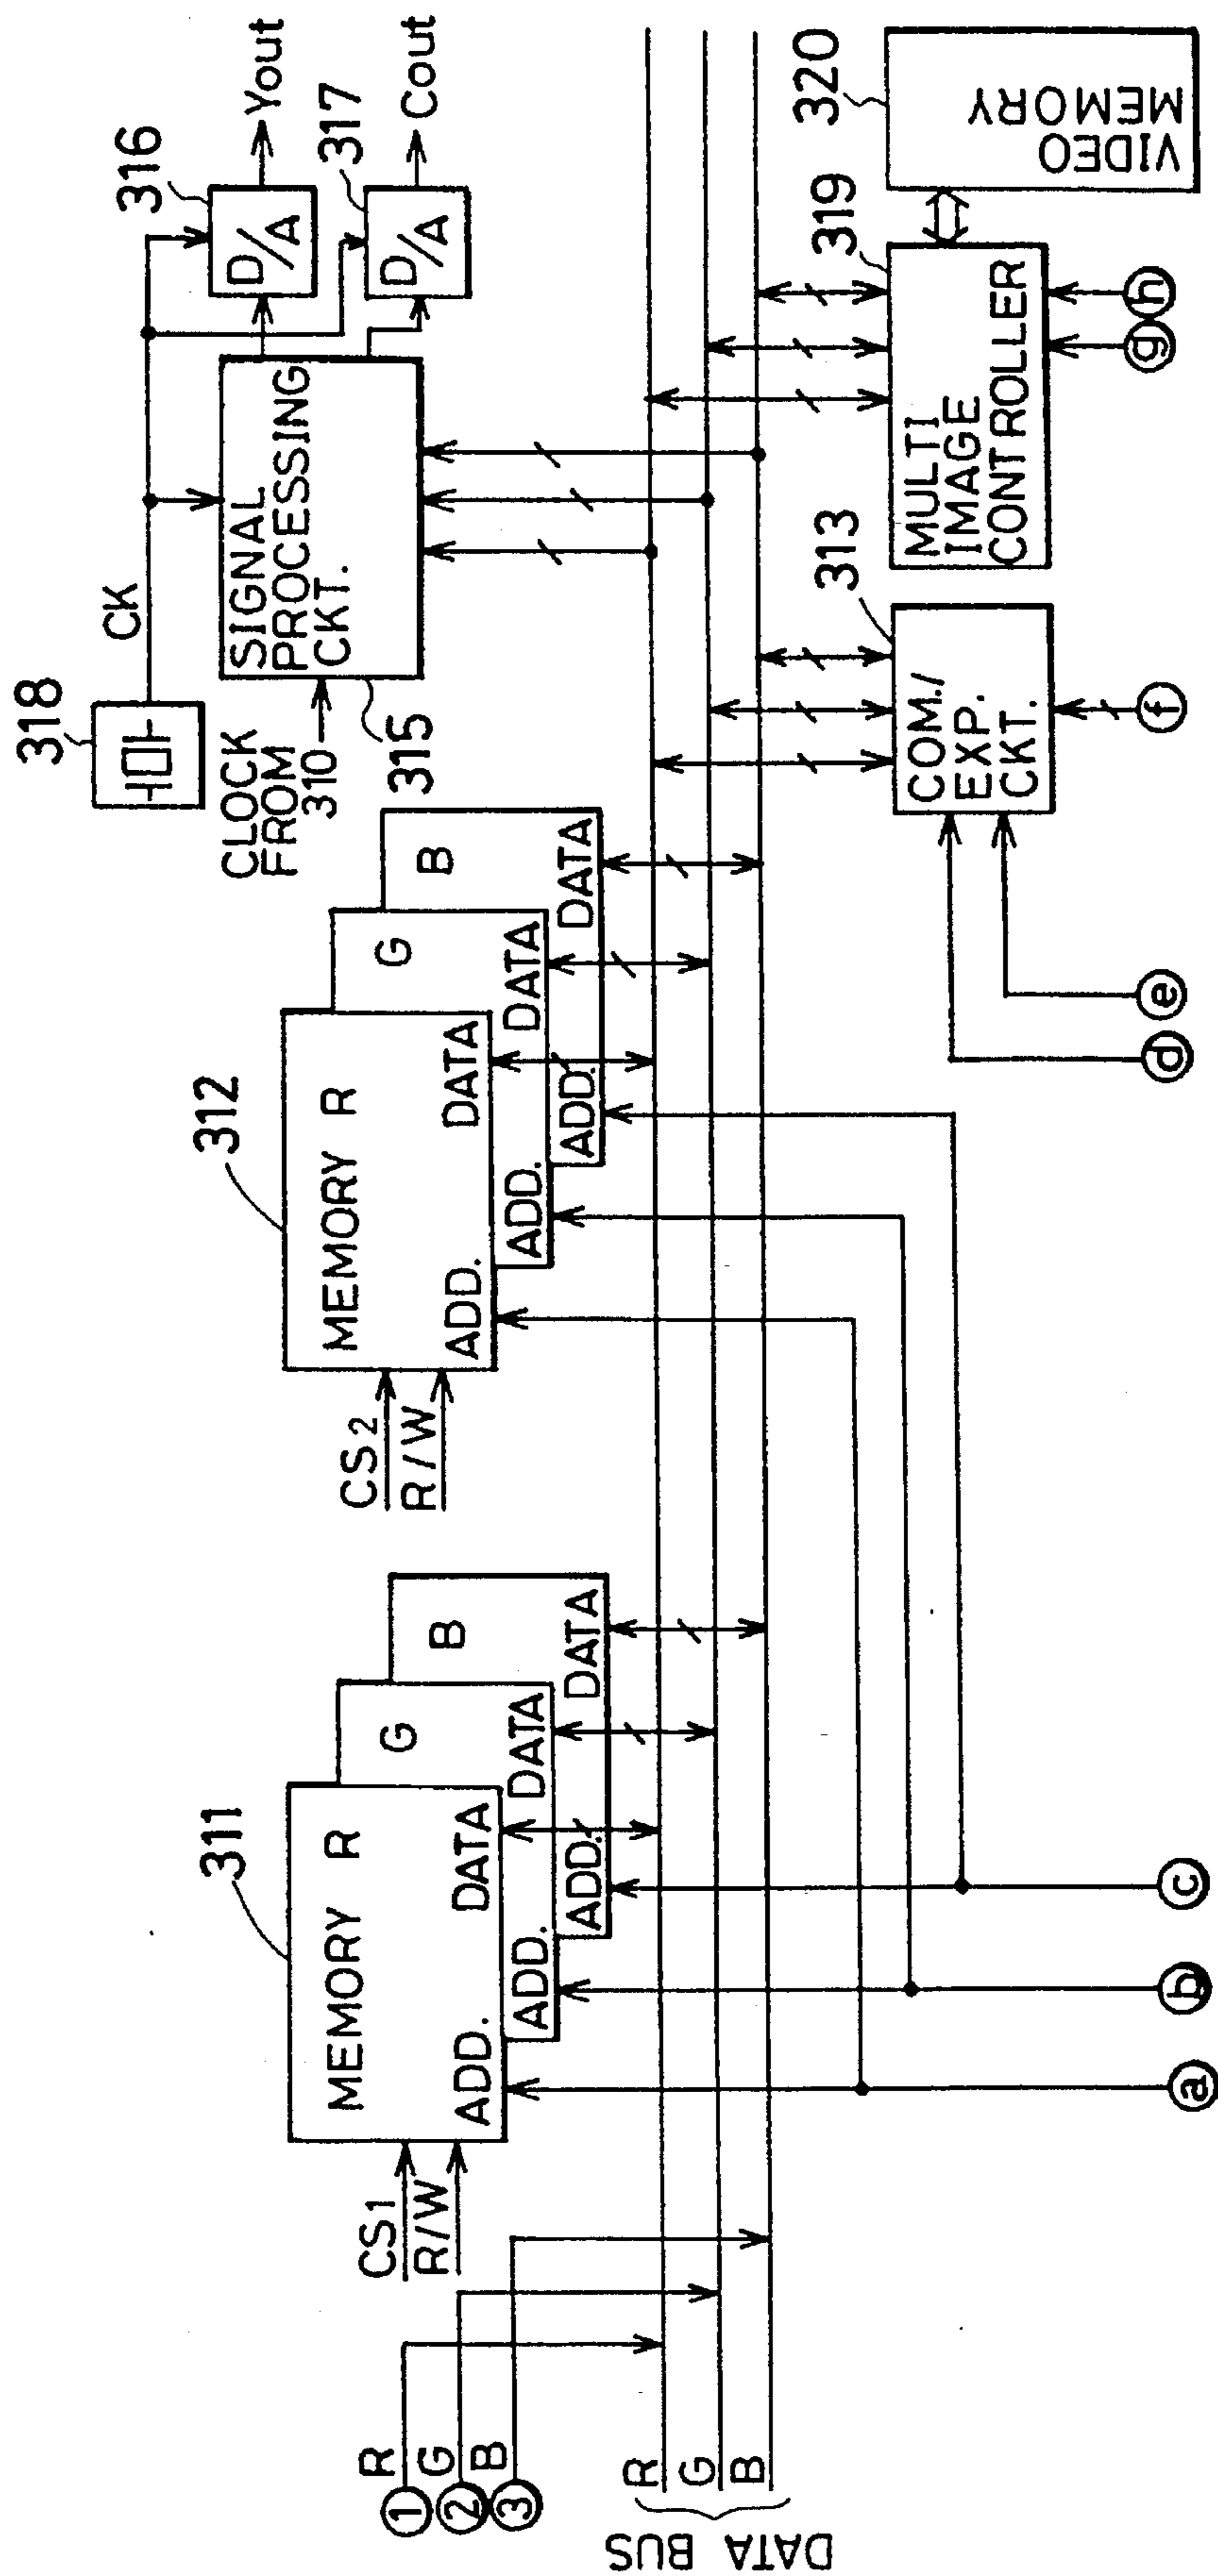 318
CK
316
D/A
Yout
317
D/A
Cout
CLOCK
FROM
310
SIGNAL
PROCESSING
CKT.
315
311
MEMORY R
G
B
ADD.
DATA
ADD.
DATA
ADD.
DATA
CS1
R/W
312
MEMORY R
G
B
ADD.
DATA
ADD.
DATA
ADD.
DATA
CS2
R/W
1 R
2 G
3 B
DATA BUS
R
G
B
313
COM./
EXP.
CKT.
319
MULTI
IMAGE
CONTROLLER
320
VIDEO
MEMORY
a
b
c
d
e
f
g
h